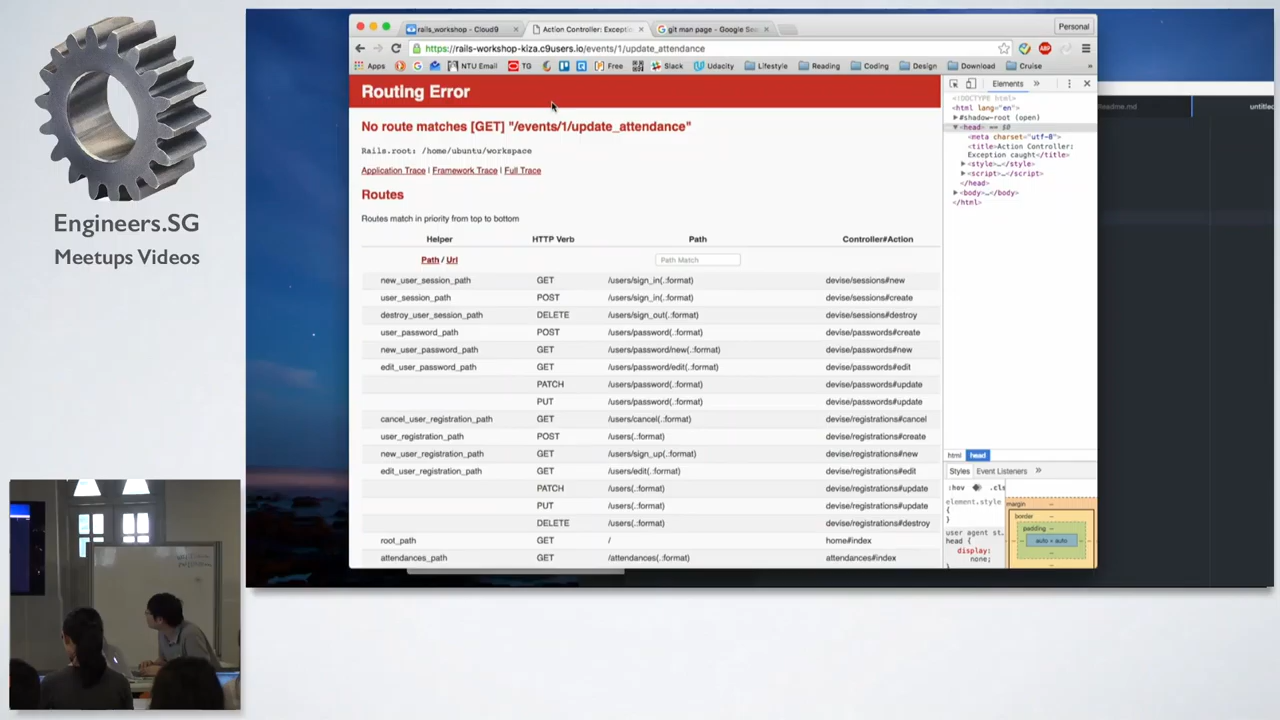 Engineers.SG
Meetups Videos
rails_workshop - Cloud9
Action Controller: Excepti
git man page - Google Sea
Personal
https://rails-workshop-kiza.c9users.io/events/1/update_attendance
Apps
NTU Email
TG
Free
Slack
Udacity
Lifestyle
Reading
Coding
Design
Download
Cruise
»
Routing Error
No route matches [GET] "/events/1/update_attendance"
Rails.root: /home/ubuntu/workspace
Application Trace | Framework Trace | Full Trace
Routes
Routes match in priority from top to bottom
Helper HTTP Verb Path Controller#Action
Path / Url Path Match
new_user_session_path GET /users/sign_in(.:format) devise/sessions#new
user_session_path POST /users/sign_in(.:format) devise/sessions#create
destroy_user_session_path DELETE /users/sign_out(.:format) devise/sessions#destroy
user_password_path POST /users/password(.:format) devise/passwords#create
new_user_password_path GET /users/password/new(.:format) devise/passwords#new
edit_user_password_path GET /users/password/edit(.:format) devise/passwords#edit
PATCH /users/password(.:format) devise/passwords#update
PUT /users/password(.:format) devise/passwords#update
cancel_user_registration_path GET /users/cancel(.:format) devise/registrations#cancel
user_registration_path POST /users(.:format) devise/registrations#create
new_user_registration_path GET /users/sign_up(.:format) devise/registrations#new
edit_user_registration_path GET /users/edit(.:format) devise/registrations#edit
PATCH /users(.:format) devise/registrations#update
PUT /users(.:format) devise/registrations#update
DELETE /users(.:format) devise/registrations#destroy
root_path GET / home#index
attendances_path GET /attendances(.:format) attendances#index
Elements »
<!DOCTYPE html>
<html lang="en">
#shadow-root (open)
<head> == $0
<meta charset="utf-8">
<title>Action Controller:
Exception caught</title>
<style>…</style>
<script>…</script>
</head>
<body>…</body>
</html>
html head
Styles Event Listeners »
:hov .cls
element.style
{
}
user agent st…
head {
display:
none;
margin
border
padding
auto × auto
Readme.md
untitled